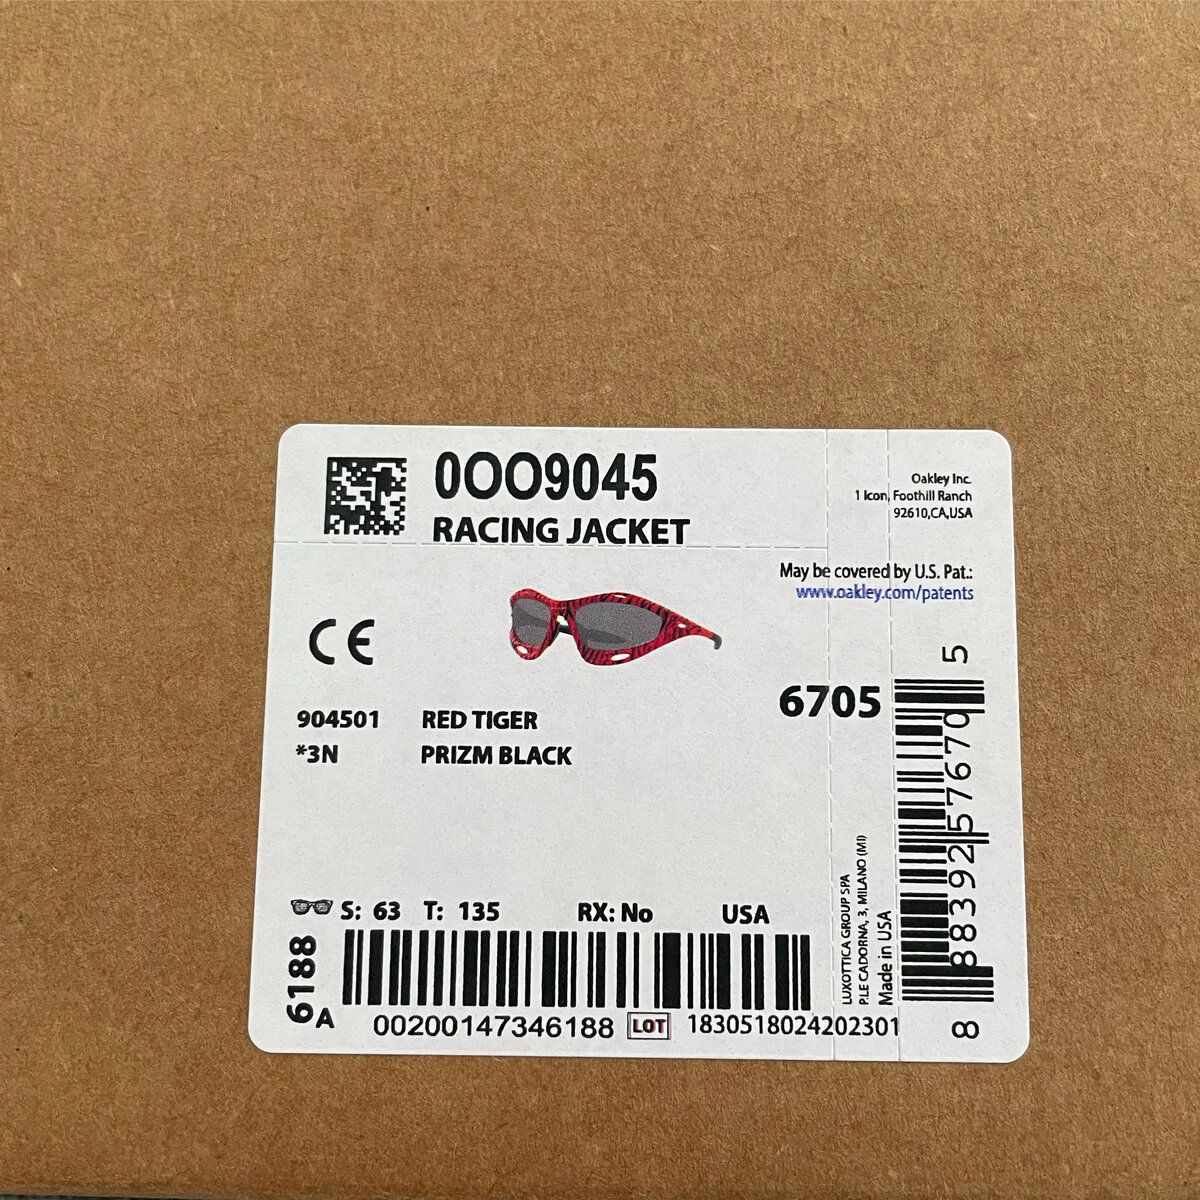 0OO9045
RACING JACKET
Oakley Inc.
1 Icon, Foothill Ranch
92610,CA,USA
May be covered by U.S. Pat.:
www.oakley.com/patents
CE
904501 RED TIGER
*3N PRIZM BLACK
6705
8 883925 767095
S: 63 T: 135 RX: No USA
6188 A
00200147346188 LOT 1830518024202301
LUXOTTICA GROUP SPA
P.LE CADORNA, 3, MILANO (MI)
Made in USA